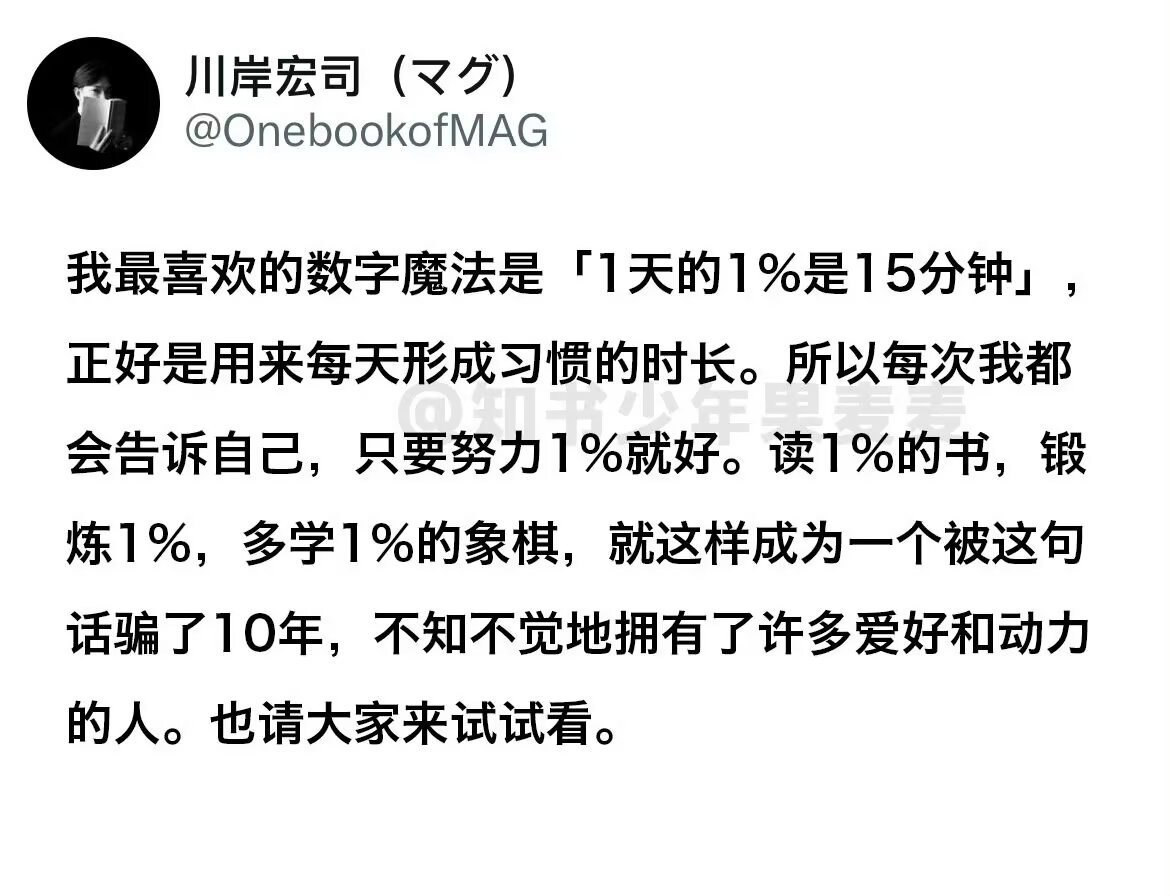 川岸宏司（マグ）
@OnebookofMAG
我最喜欢的数字魔法是「1天的1%是15分钟」，
正好是用来每天形成习惯的时长。所以每次我都
@知书少年果麦麦
会告诉自己，只要努力1%就好。读1%的书，锻
炼1%，多学1%的象棋，就这样成为一个被这句
话骗了10年，不知不觉地拥有了许多爱好和动力
的人。也请大家来试试看。